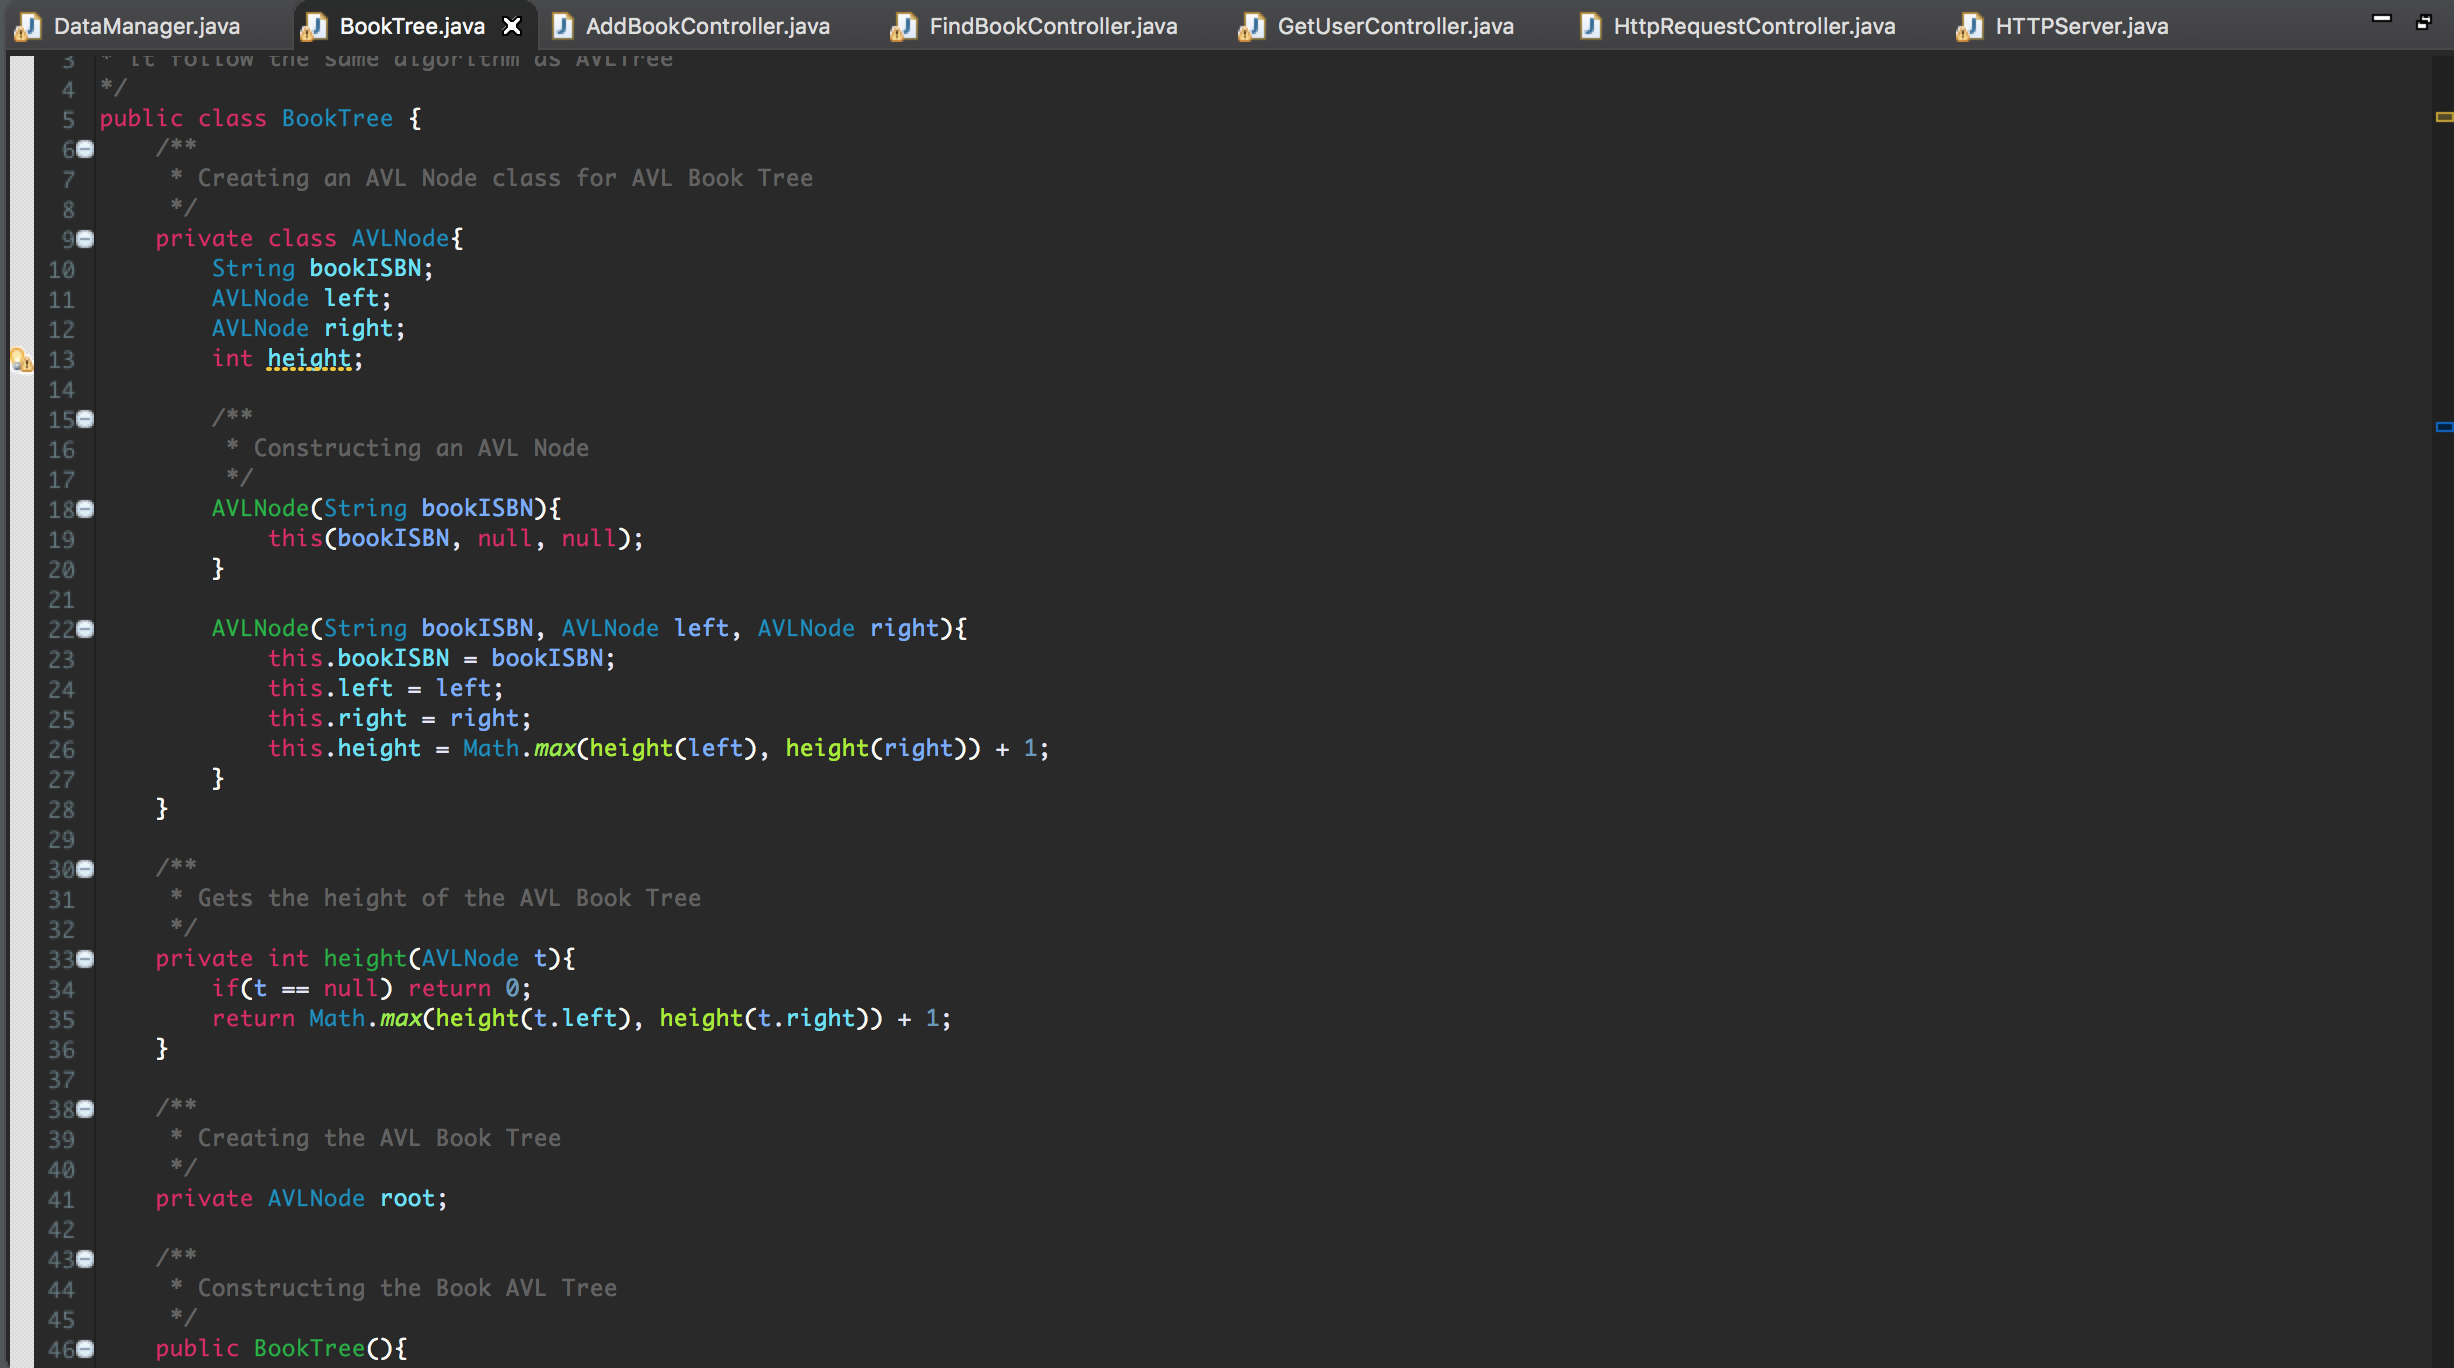 DataManager.java BookTree.java AddBookController.java FindBookController.java GetUserController.java HttpRequestController.java HTTPServer.java
3 * It follow the same algorithm as AVLTree
4 */
5 public class BookTree {
6 /**
7 * Creating an AVL Node class for AVL Book Tree
8 */
9 private class AVLNode{
10 String bookISBN;
11 AVLNode left;
12 AVLNode right;
13 int height;
14
15 /**
16 * Constructing an AVL Node
17 */
18 AVLNode(String bookISBN){
19 this(bookISBN, null, null);
20 }
21
22 AVLNode(String bookISBN, AVLNode left, AVLNode right){
23 this.bookISBN = bookISBN;
24 this.left = left;
25 this.right = right;
26 this.height = Math.max(height(left), height(right)) + 1;
27 }
28 }
29
30 /**
31 * Gets the height of the AVL Book Tree
32 */
33 private int height(AVLNode t){
34 if(t == null) return 0;
35 return Math.max(height(t.left), height(t.right)) + 1;
36 }
37
38 /**
39 * Creating the AVL Book Tree
40 */
41 private AVLNode root;
42
43 /**
44 * Constructing the Book AVL Tree
45 */
46 public BookTree(){